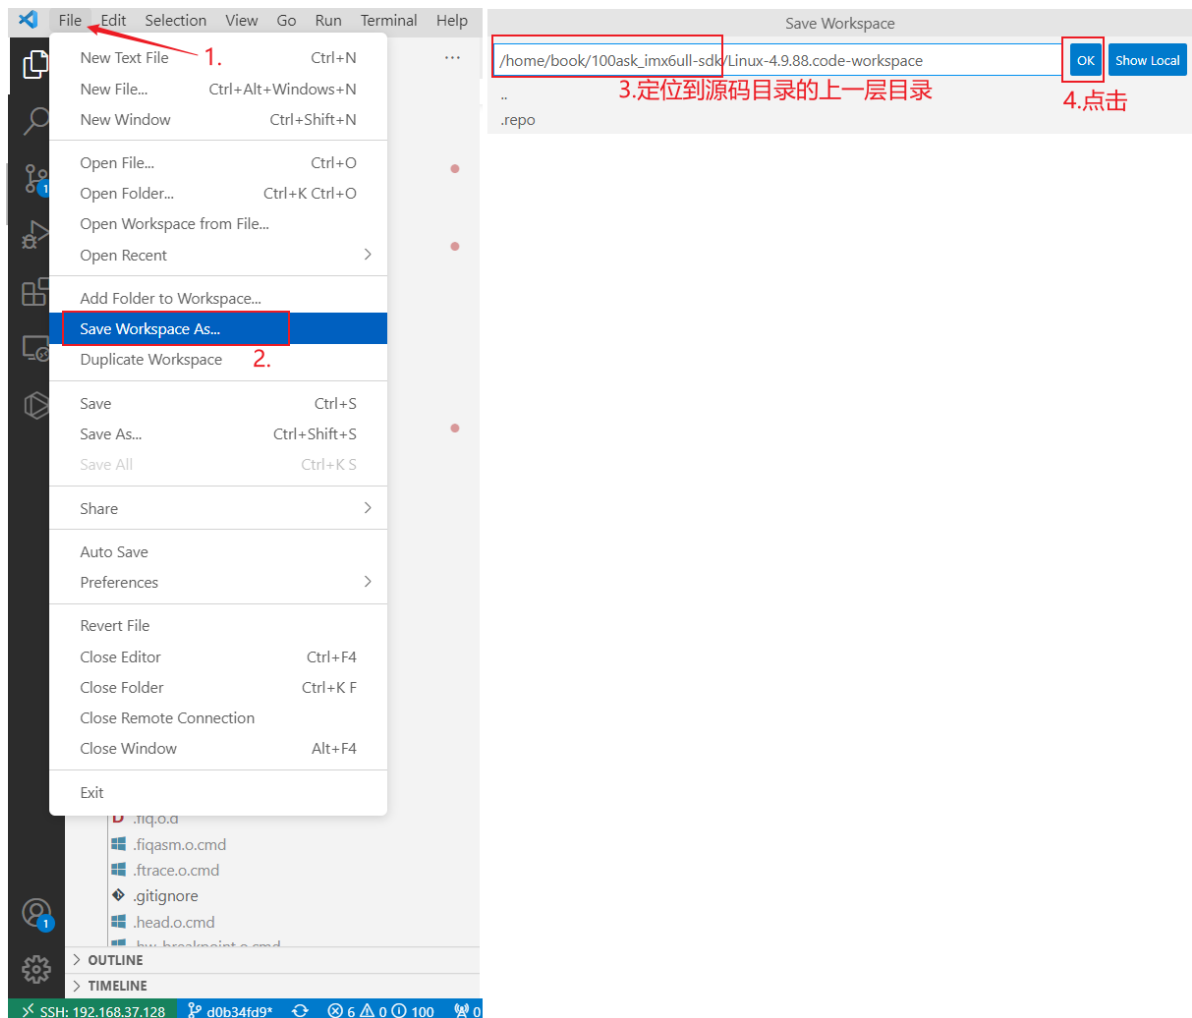 File Edit Selection View Go Run Terminal Help
1.
New Text File Ctrl+N
New File... Ctrl+Alt+Windows+N
New Window Ctrl+Shift+N
Open File... Ctrl+O
Open Folder... Ctrl+K Ctrl+O
Open Workspace from File...
Open Recent
Add Folder to Workspace...
Save Workspace As...
Duplicate Workspace
2.
Save Ctrl+S
Save As... Ctrl+Shift+S
Save All Ctrl+K S
Share
Auto Save
Preferences
Revert File
Close Editor Ctrl+F4
Close Folder Ctrl+K F
Close Remote Connection
Close Window Alt+F4
Exit
D .fiq.o.d
.fiqasm.o.cmd
.ftrace.o.cmd
.gitignore
.head.o.cmd
.hw_breakpoint.o.cmd
OUTLINE
TIMELINE
1
1
SSH: 192.168.37.128 d0b34fd9* 6 0 100 0
Save Workspace
/home/book/100ask_imx6ull-sdk/Linux-4.9.88.code-workspace
OK
Show Local
3.定位到源码目录的上一层目录
4.点击
..
.repo